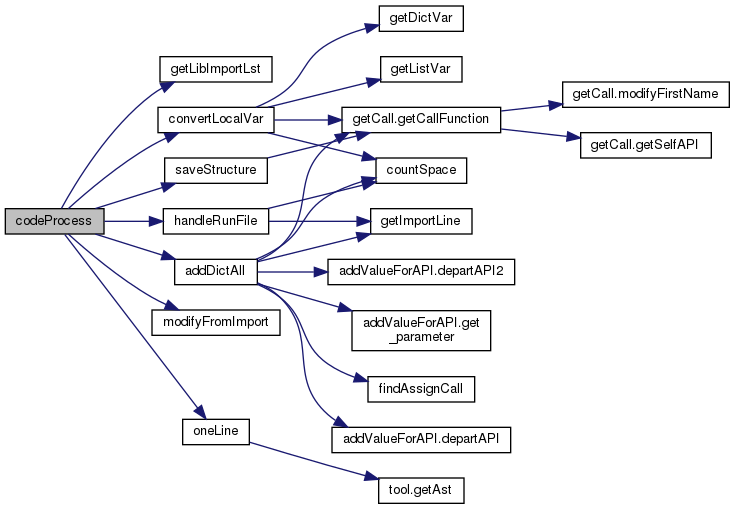 getDictVar
getLibImportLst
getListVar
getCall.modifyFirstName
convertLocalVar
getCall.getCallFunction
getCall.getSelfAPI
saveStructure
countSpace
codeProcess
handleRunFile
getImportLine
addDictAll
addValueForAPI.departAPI2
modifyFromImport
addValueForAPI.get
_parameter
findAssignCall
oneLine
addValueForAPI.departAPI
tool.getAst